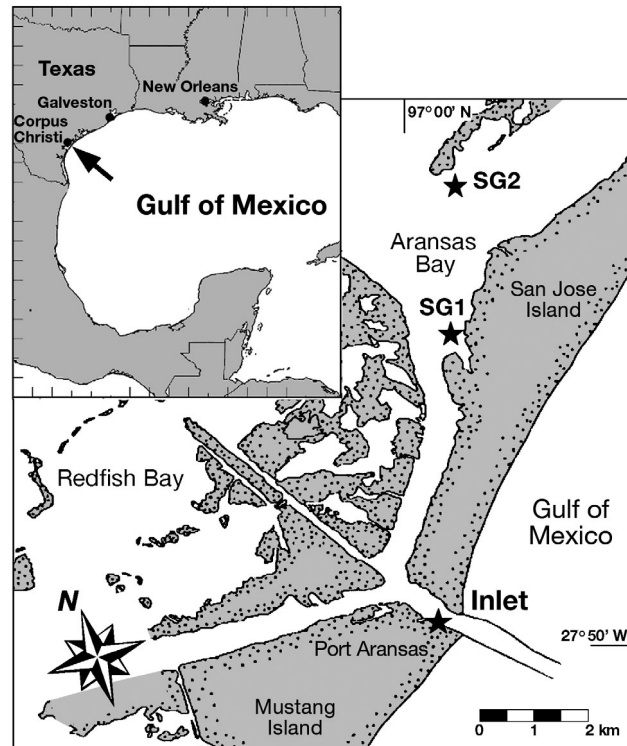 Texas
New Orleans
Galveston
Corpus
Christi
Gulf of Mexico
97°00' N
SG2
Aransas
Bay
San Jose
Island
SG1
Redfish Bay
Gulf of
Mexico
N
Inlet
Port Aransas
27°50' W
Mustang
Island
0 1 2 km